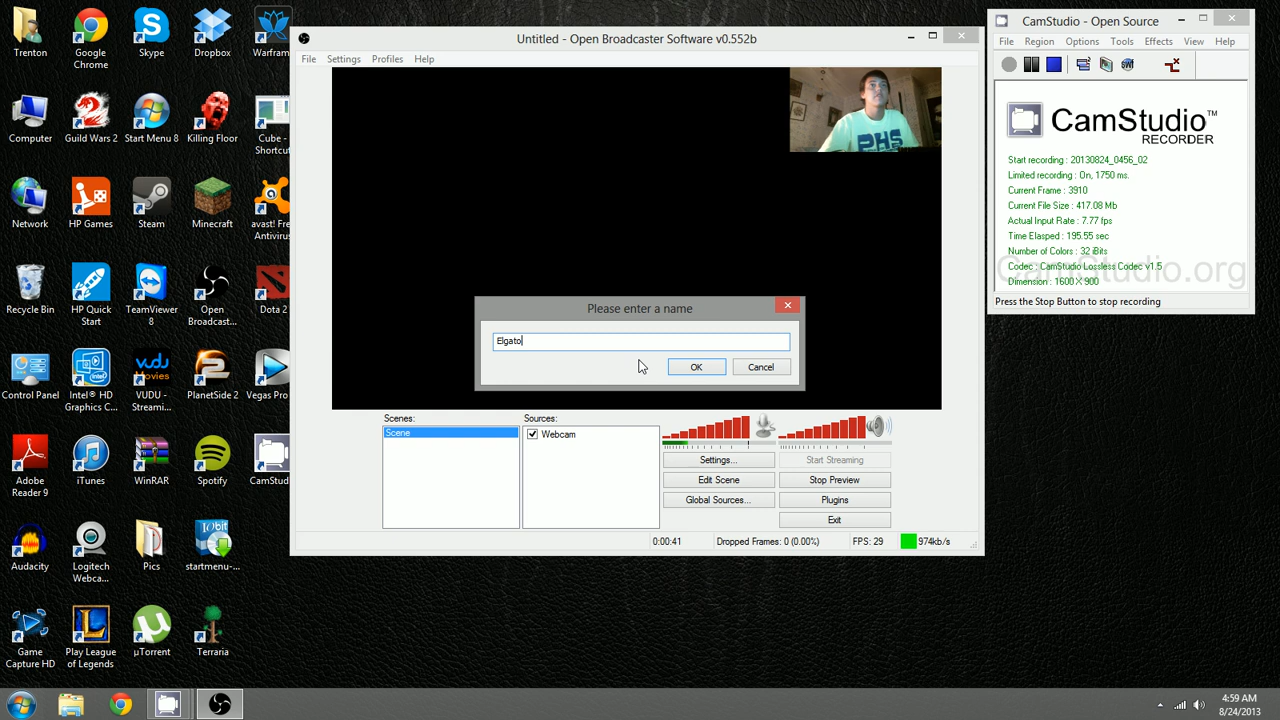 Trenton
Google Chrome
Skype
Dropbox
Warfram
Computer
Guild Wars 2
Start Menu 8
Killing Floor
Cube - Shortcut
Network
HP Games
Steam
Minecraft
avast! Fre
Antivirus
Recycle Bin
HP Quick Start
TeamViewer 8
Open Broadcast...
Dota 2
Control Panel
Intel® HD Graphics C...
VUDU - Streami...
PlanetSide 2
Vegas Pro
Adobe Reader 9
iTunes
WinRAR
Spotify
CamStud
Audacity
Logitech Webca...
Pics
startmenu-...
Game Capture HD
Play League of Legends
µTorrent
Terraria
Untitled - Open Broadcaster Software v0.552b
File Settings Profiles Help
PHS
Please enter a name
Elgato
OK Cancel
Scenes: Sources:
Scene
Webcam
Settings... Start Streaming
Edit Scene Stop Preview
Global Sources... Plugins
Exit
0:00:41 Dropped Frames: 0 (0.00%) FPS: 29 974kb/s
CamStudio - Open Source
File Region Options Tools Effects View Help
SWF
CamStudio™
RECORDER
Start recording : 20130824_0456_02
Limited recording : On, 1750 ms.
Current Frame : 3910
Current File Size : 417.08 Mb
Actual Input Rate : 7.77 fps
Time Elasped : 195.55 sec
Number of Colors : 32 iBits
Codec : CamStudio Lossless Codec v1.5
Dimension : 1600 X 900
CamStudio.org
Press the Stop Button to stop recording
4:59 AM
8/24/2013